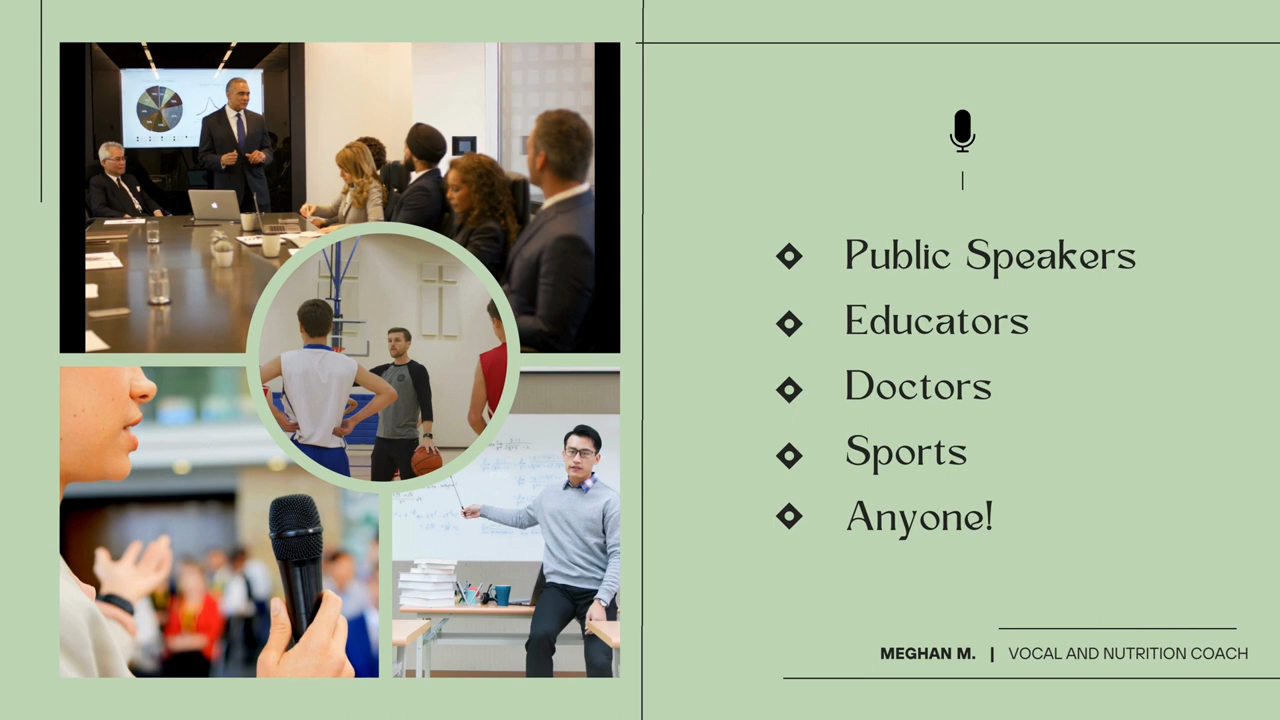 Public Speakers
Educators
Doctors
Sports
Anyone!
MEGHAN M. | VOCAL AND NUTRITION COACH